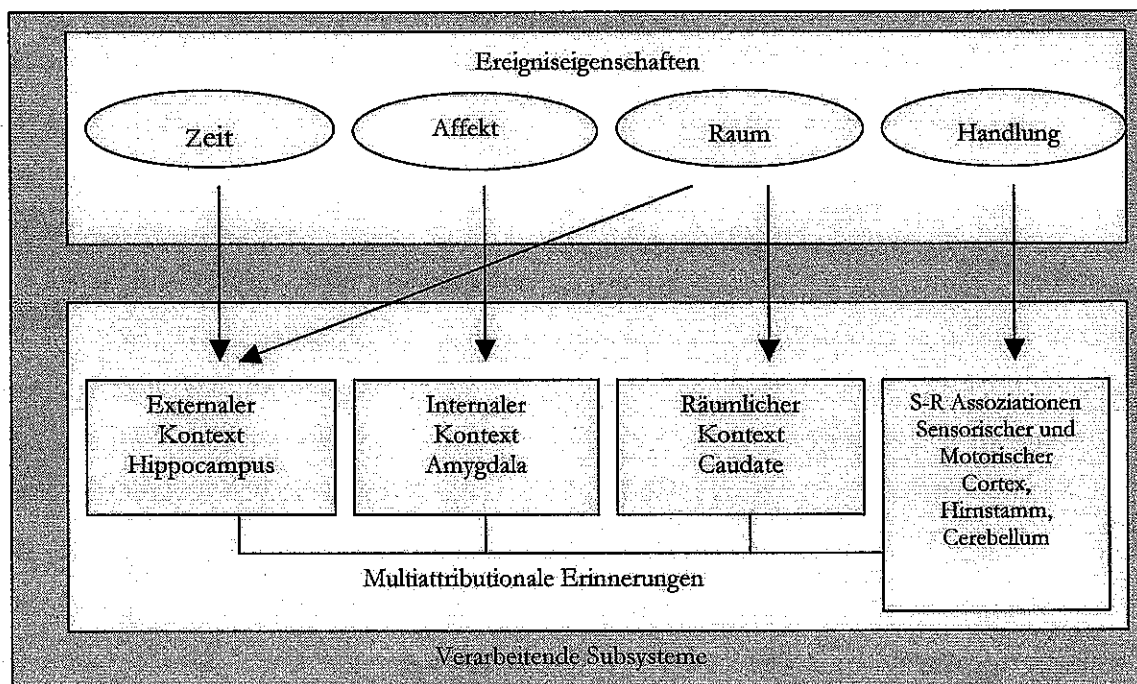 Ereigniseigenschaften
Zeit
Affekt
Raum
Handlung
Externaler
Kontext
Hippocampus
Internaler
Kontext
Amygdala
Räumlicher
Kontext
Caudate
S-R Assoziationen
Sensorischer und
Motorischer
Cortex,
Hirnstamm,
Cerebellum
Multiattributionale Erinnerungen
Verarbeitende Subsysteme